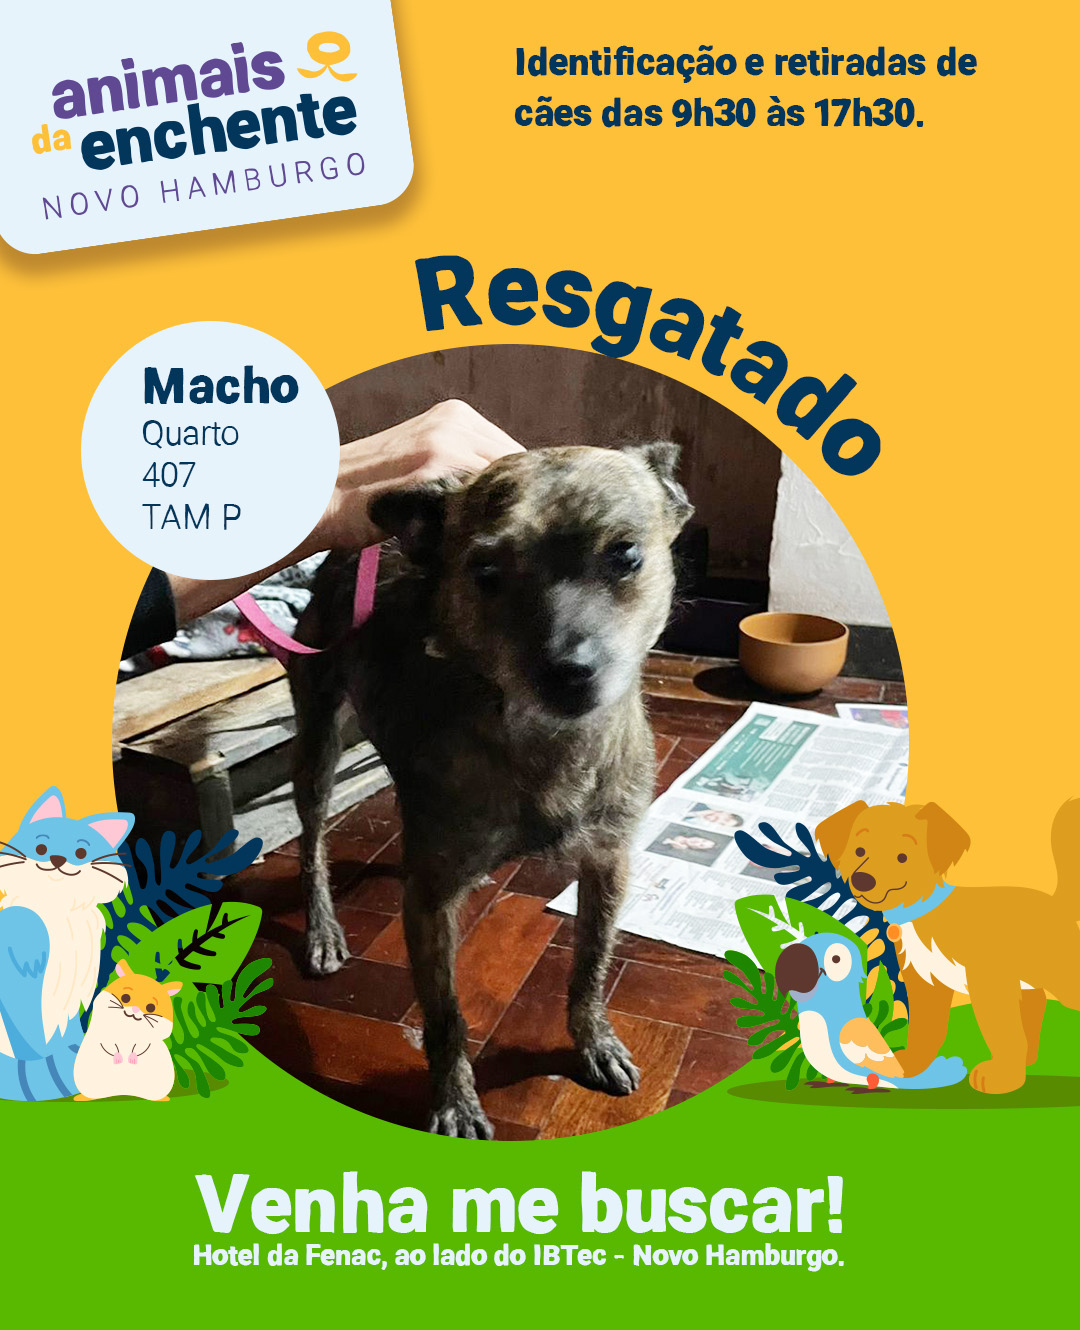 animais
da enchente
NOVO HAMBURGO
Identificação e retiradas de
cães das 9h30 às 17h30.
Resgatado
Macho
Quarto
407
TAM P
Venha me buscar!
Hotel da Fenac, ao lado do IBTec - Novo Hamburgo.